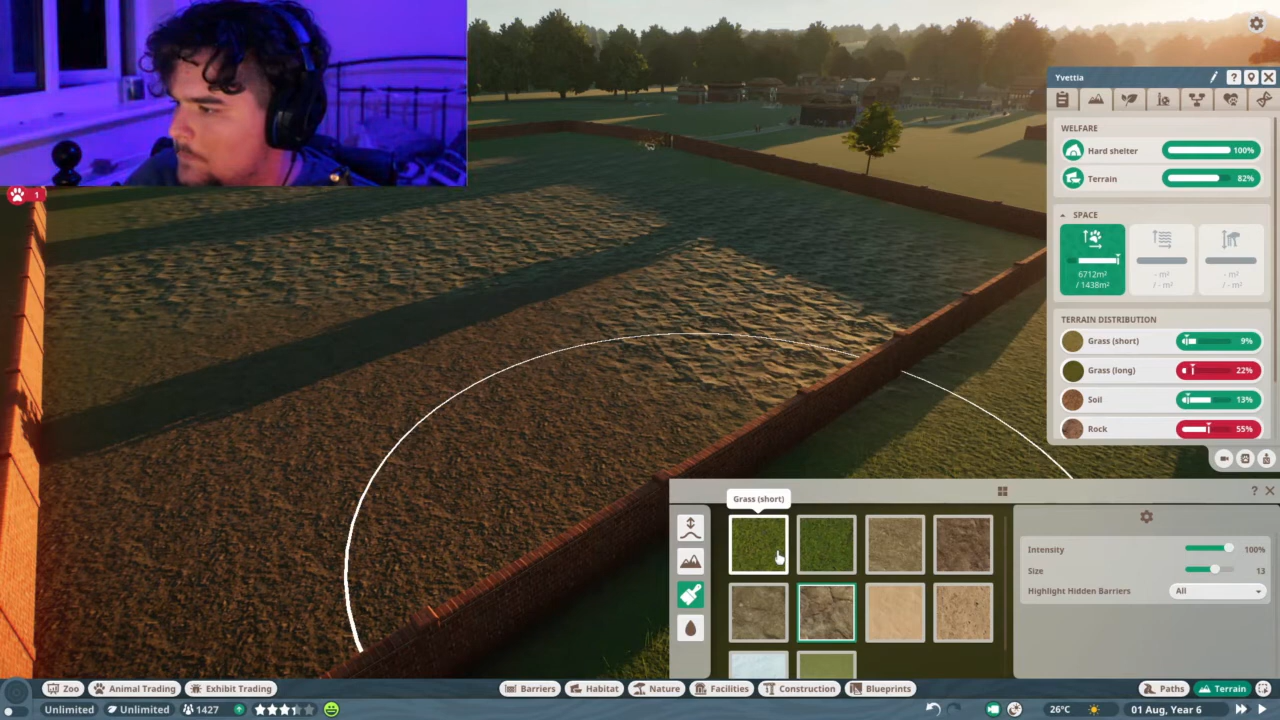 Yvettia ?
WELFARE
Hard shelter 100%
Terrain 82%
1
SPACE
6712m² - m² - m²
/ 1438m² / - m² / - m²
TERRAIN DISTRIBUTION
Grass (short) 9%
Grass (long) 22%
Soil 13%
Rock 55%
?
Grass (short)
Intensity 100%
Size 13
Highlight Hidden Barriers All
Zoo Animal Trading Exhibit Trading Barriers Habitat Nature Facilities Construction Blueprints Paths Terrain
Unlimited Unlimited 1427 26°C 01 Aug, Year 6